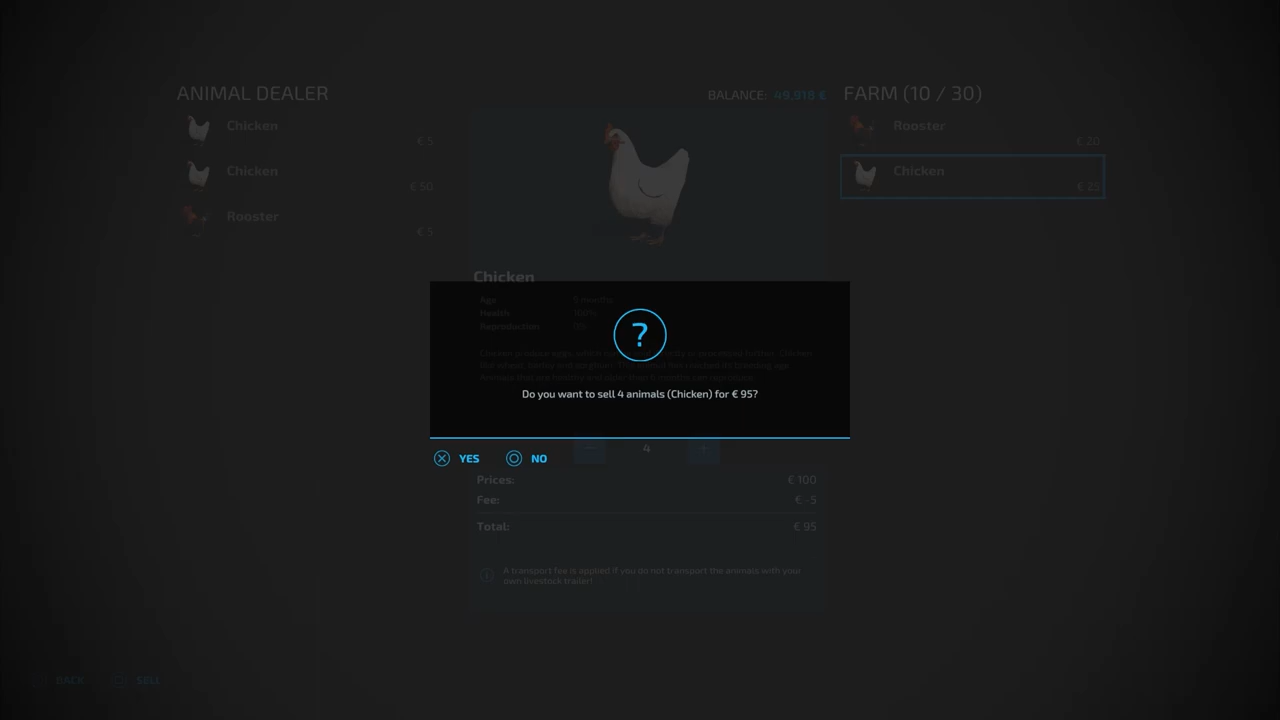 ANIMAL DEALER
BALANCE: 49,918 €
FARM (10 / 30)
Chicken
€ 5
Chicken
€ 50
Rooster
€ 5
Rooster
€ 20
Chicken
€ 25
Chicken
Age
5 months
Health
100%
Reproduction
?
Do you want to sell 4 animals (Chicken) for € 95?
YES
NO
4
Prices:
€ 100
Fee:
€ -5
Total:
€ 95
A transport fee is applied if you do not transport the animals with your
own livestock trailer!
BACK
SELL